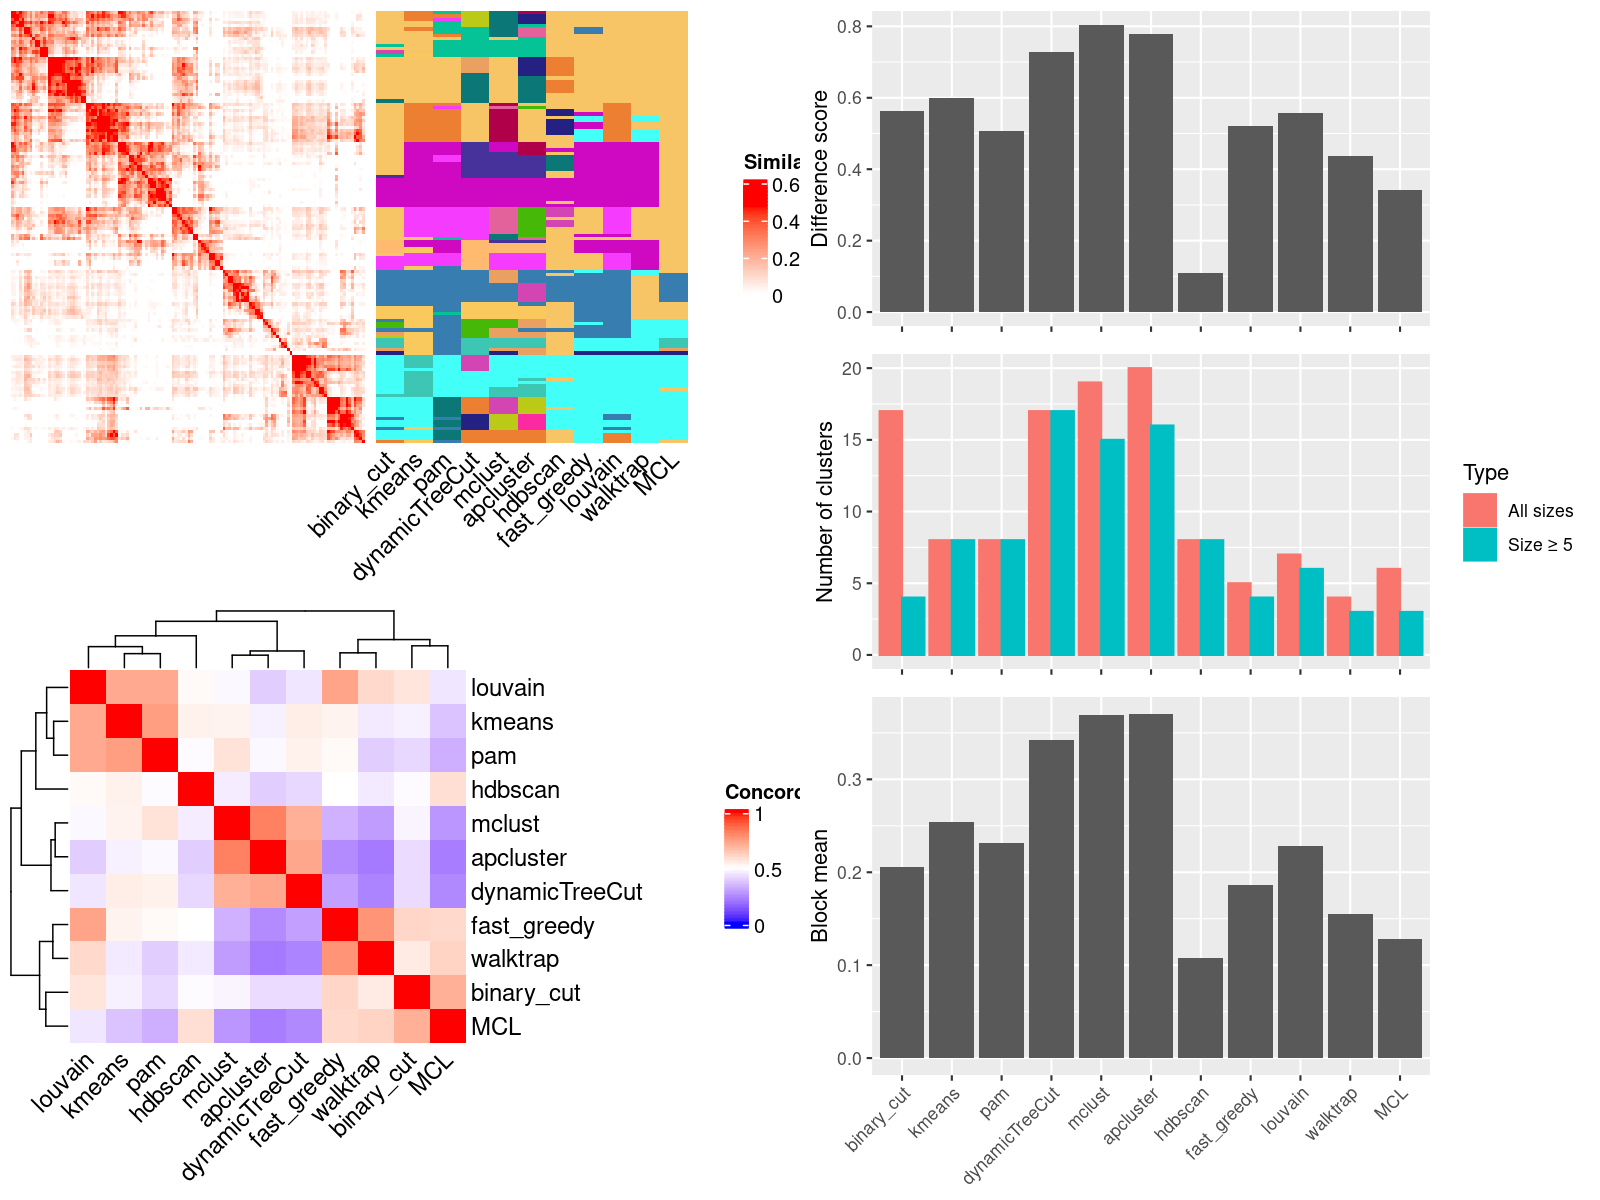 Simila
0.6
0.4
0.2
0
binary_cut
kmeans
pam
dynamicTreeCut
mclust
apcluster
hdbscan
fast_greedy
louvain
walktrap
MCL
louvain
kmeans
pam
hdbscan
mclust
apcluster
dynamicTreeCut
fast_greedy
walktrap
binary_cut
MCL
louvain
kmeans
pam
hdbscan
mclust
apcluster
dynamicTreeCut
fast_greedy
walktrap
binary_cut
MCL
Concord
1
0.5
0
Difference score
0.8
0.6
0.4
0.2
0.0
Number of clusters
20
15
10
5
0
Type
All sizes
Size ≥ 5
Block mean
0.3
0.2
0.1
0.0
binary_cut
kmeans
pam
dynamicTreeCut
mclust
apcluster
hdbscan
fast_greedy
louvain
walktrap
MCL